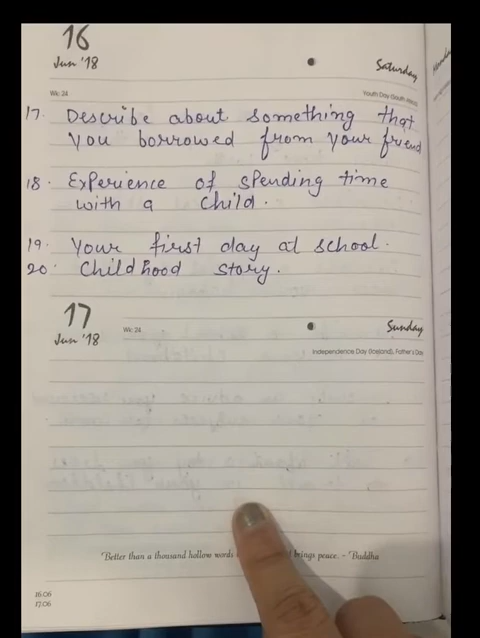 16
Jun '18
Saturday
Wk: 24
Youth Day (South Africa)
17. Describe about something that
you borrowed from your friend
18. Experience of spending time
with a child.
19. Your first day at school.
20. Childhood story.
17
Jun '18
Wk: 24
Sunday
Independence Day (Iceland), Father's Day
"Better than a thousand hollow words brings peace. - Buddha
16.06
17.06